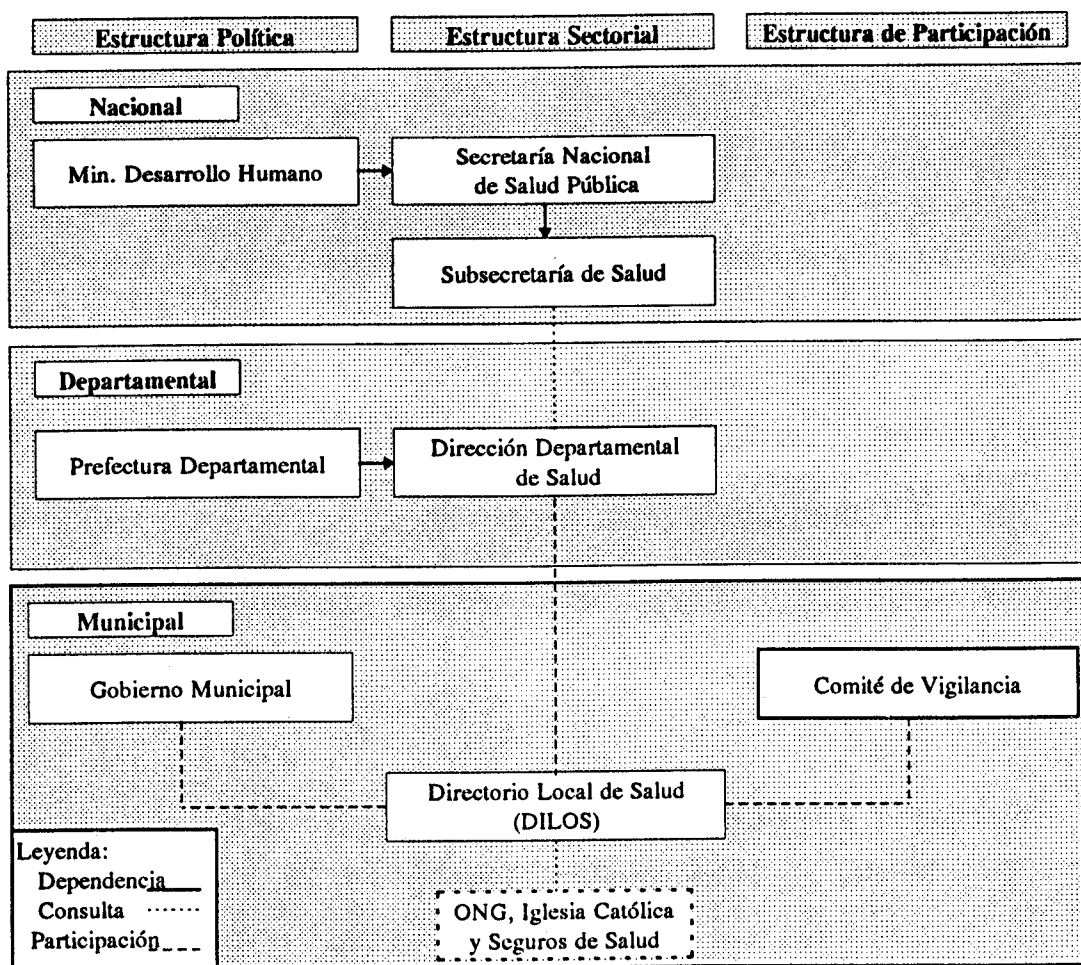 Estructura Política
Estructura Sectorial
Estructura de Participación
Nacional
Min. Desarrollo Humano
Secretaría Nacional
de Salud Pública
Subsecretaría de Salud
Departamental
Prefectura Departamental
Dirección Departamental
de Salud
Municipal
Gobierno Municipal
Comité de Vigilancia
Directorio Local de Salud
(DILOS)
Leyenda:
Dependencia
Consulta
Participación
ONG, Iglesia Católica
y Seguros de Salud